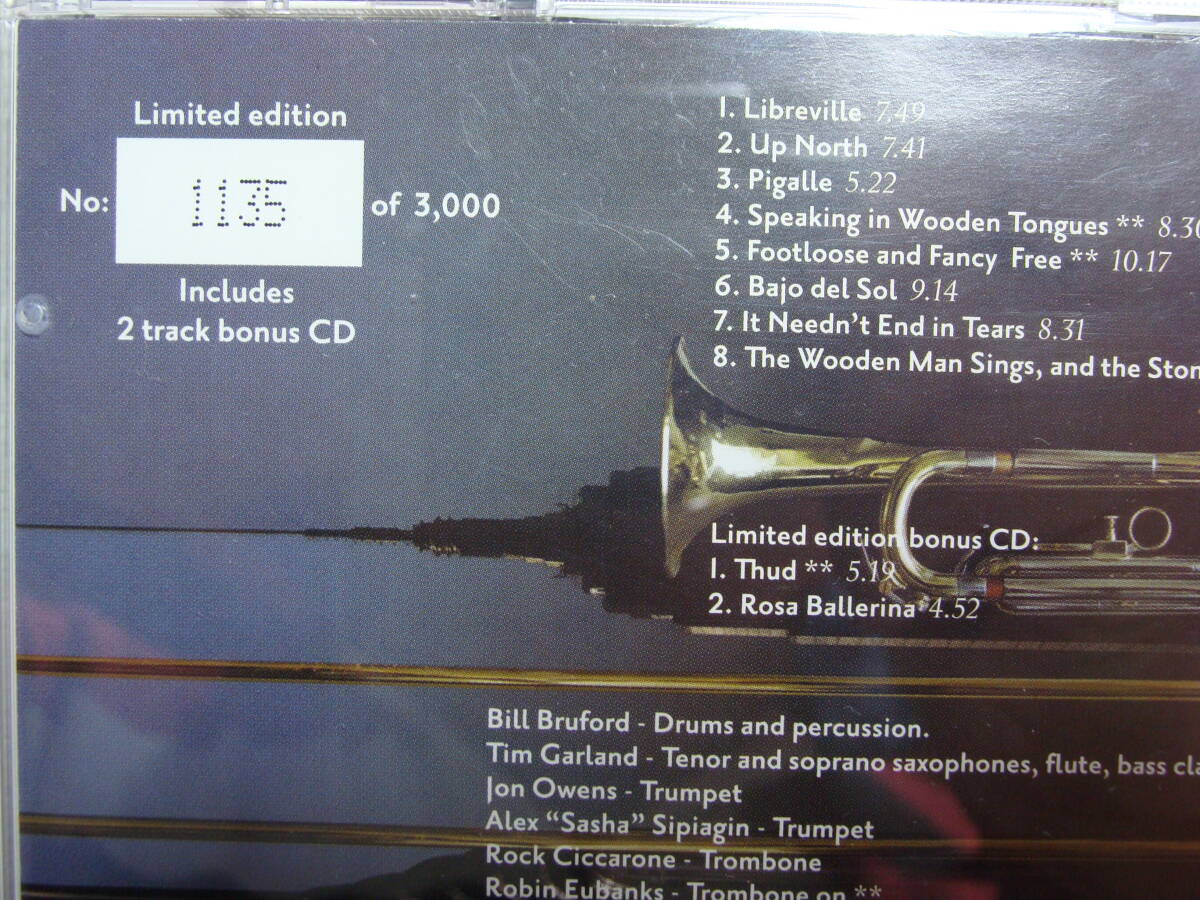 Limited edition
No: 1135 of 3,000
Includes
2 track bonus CD
1. Libreville 7.49
2. Up North 7.41
3. Pigalle 5.22
4. Speaking in Wooden Tongues ** 8.30
5. Footloose and Fancy Free ** 10.17
6. Bajo del Sol 9.14
7. It Needn't End in Tears 8.31
8. The Wooden Man Sings, and the
Limited edition bonus CD:
1. Thud ** 5.19
2. Rosa Ballerina 4.52
Bill Bruford - Drums and percussion.
Tim Garland - Tenor and soprano saxophones, flute, bass
Jon Owens - Trumpet
Alex “Sasha” Sipiagin - Trumpet
Rock Ciccarone - Trombone
Robin Eubanks - Trombone on **